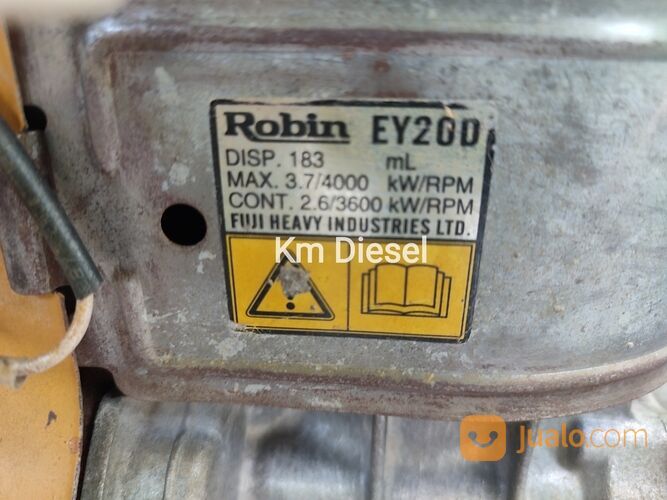 Robin EY20D
DISP. 183 mL
MAX. 3.7/4000 kW/RPM
CONT. 2.6/3600 kW/RPM
FUJI HEAVY INDUSTRIES LTD.
Km Diesel
jualo.com